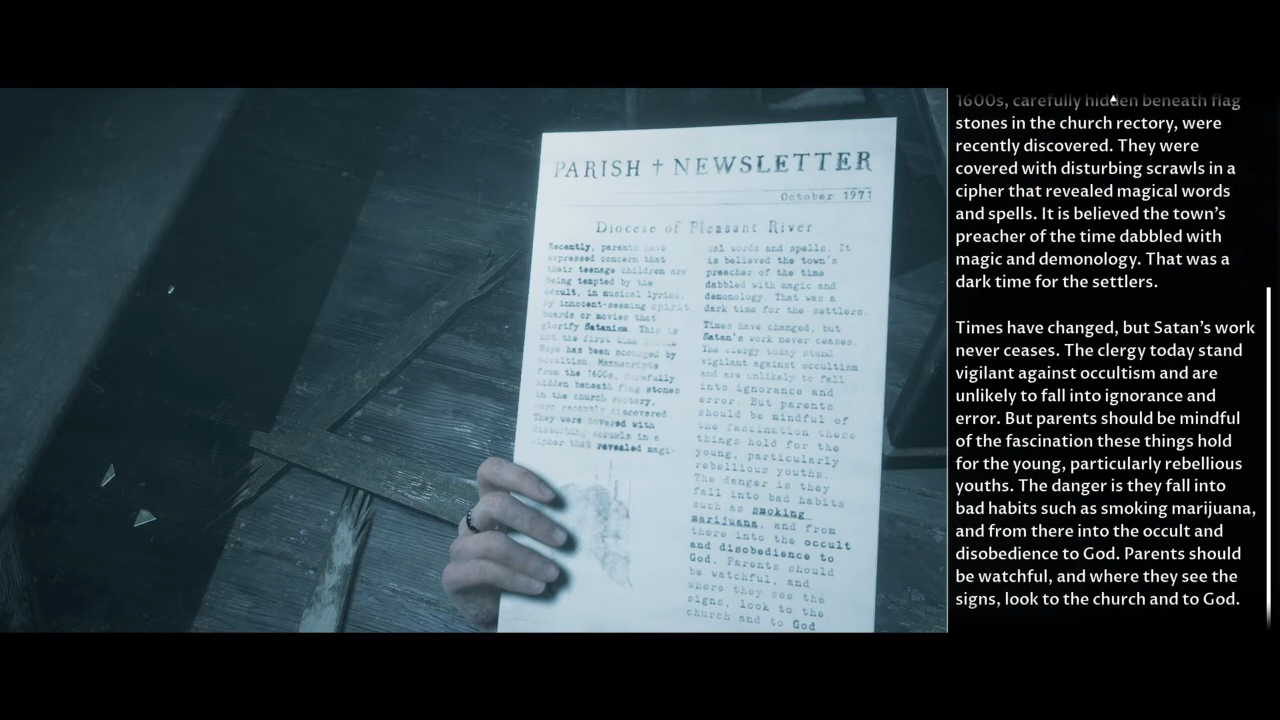 PARISH † NEWSLETTER
October 1971
Diocese of Pleasant River
Recently, parents have
expressed concern that
their teenage children are
being tempted by the
occult, in musical lyrics,
by innocent-seeming spirit
boards or movies that
glorify Satanism. This is
not the first time
Hope has been scourged by
occultism. Manuscripts
from the 1600s, carefully
hidden beneath flag stones
in the church rectory,
were recently discovered.
They were covered with
disturbing scrawls in a
cipher that revealed magi-
cal words and spells. It
is believed the town's
preacher of the time
dabbled with magic and
demonology. That was a
dark time for the settlers.
Times have changed, but
Satan's work never ceases.
The clergy today stand
vigilant against occultism
and are unlikely to fall
into ignorance and
error. But parents
should be mindful of
the fascination these
things hold for the
young, particularly
rebellious youths.
The danger is they
fall into bad habits
such as smoking
marijuana, and from
there into the occult
and disobedience to
God. Parents should
be watchful, and
where they see the
signs, look to the
church and to God
1600s, carefully hidden beneath flag
stones in the church rectory, were
recently discovered. They were
covered with disturbing scrawls in a
cipher that revealed magical words
and spells. It is believed the town's
preacher of the time dabbled with
magic and demonology. That was a
dark time for the settlers.
Times have changed, but Satan's work
never ceases. The clergy today stand
vigilant against occultism and are
unlikely to fall into ignorance and
error. But parents should be mindful
of the fascination these things hold
for the young, particularly rebellious
youths. The danger is they fall into
bad habits such as smoking marijuana,
and from there into the occult and
disobedience to God. Parents should
be watchful, and where they see the
signs, look to the church and to God.